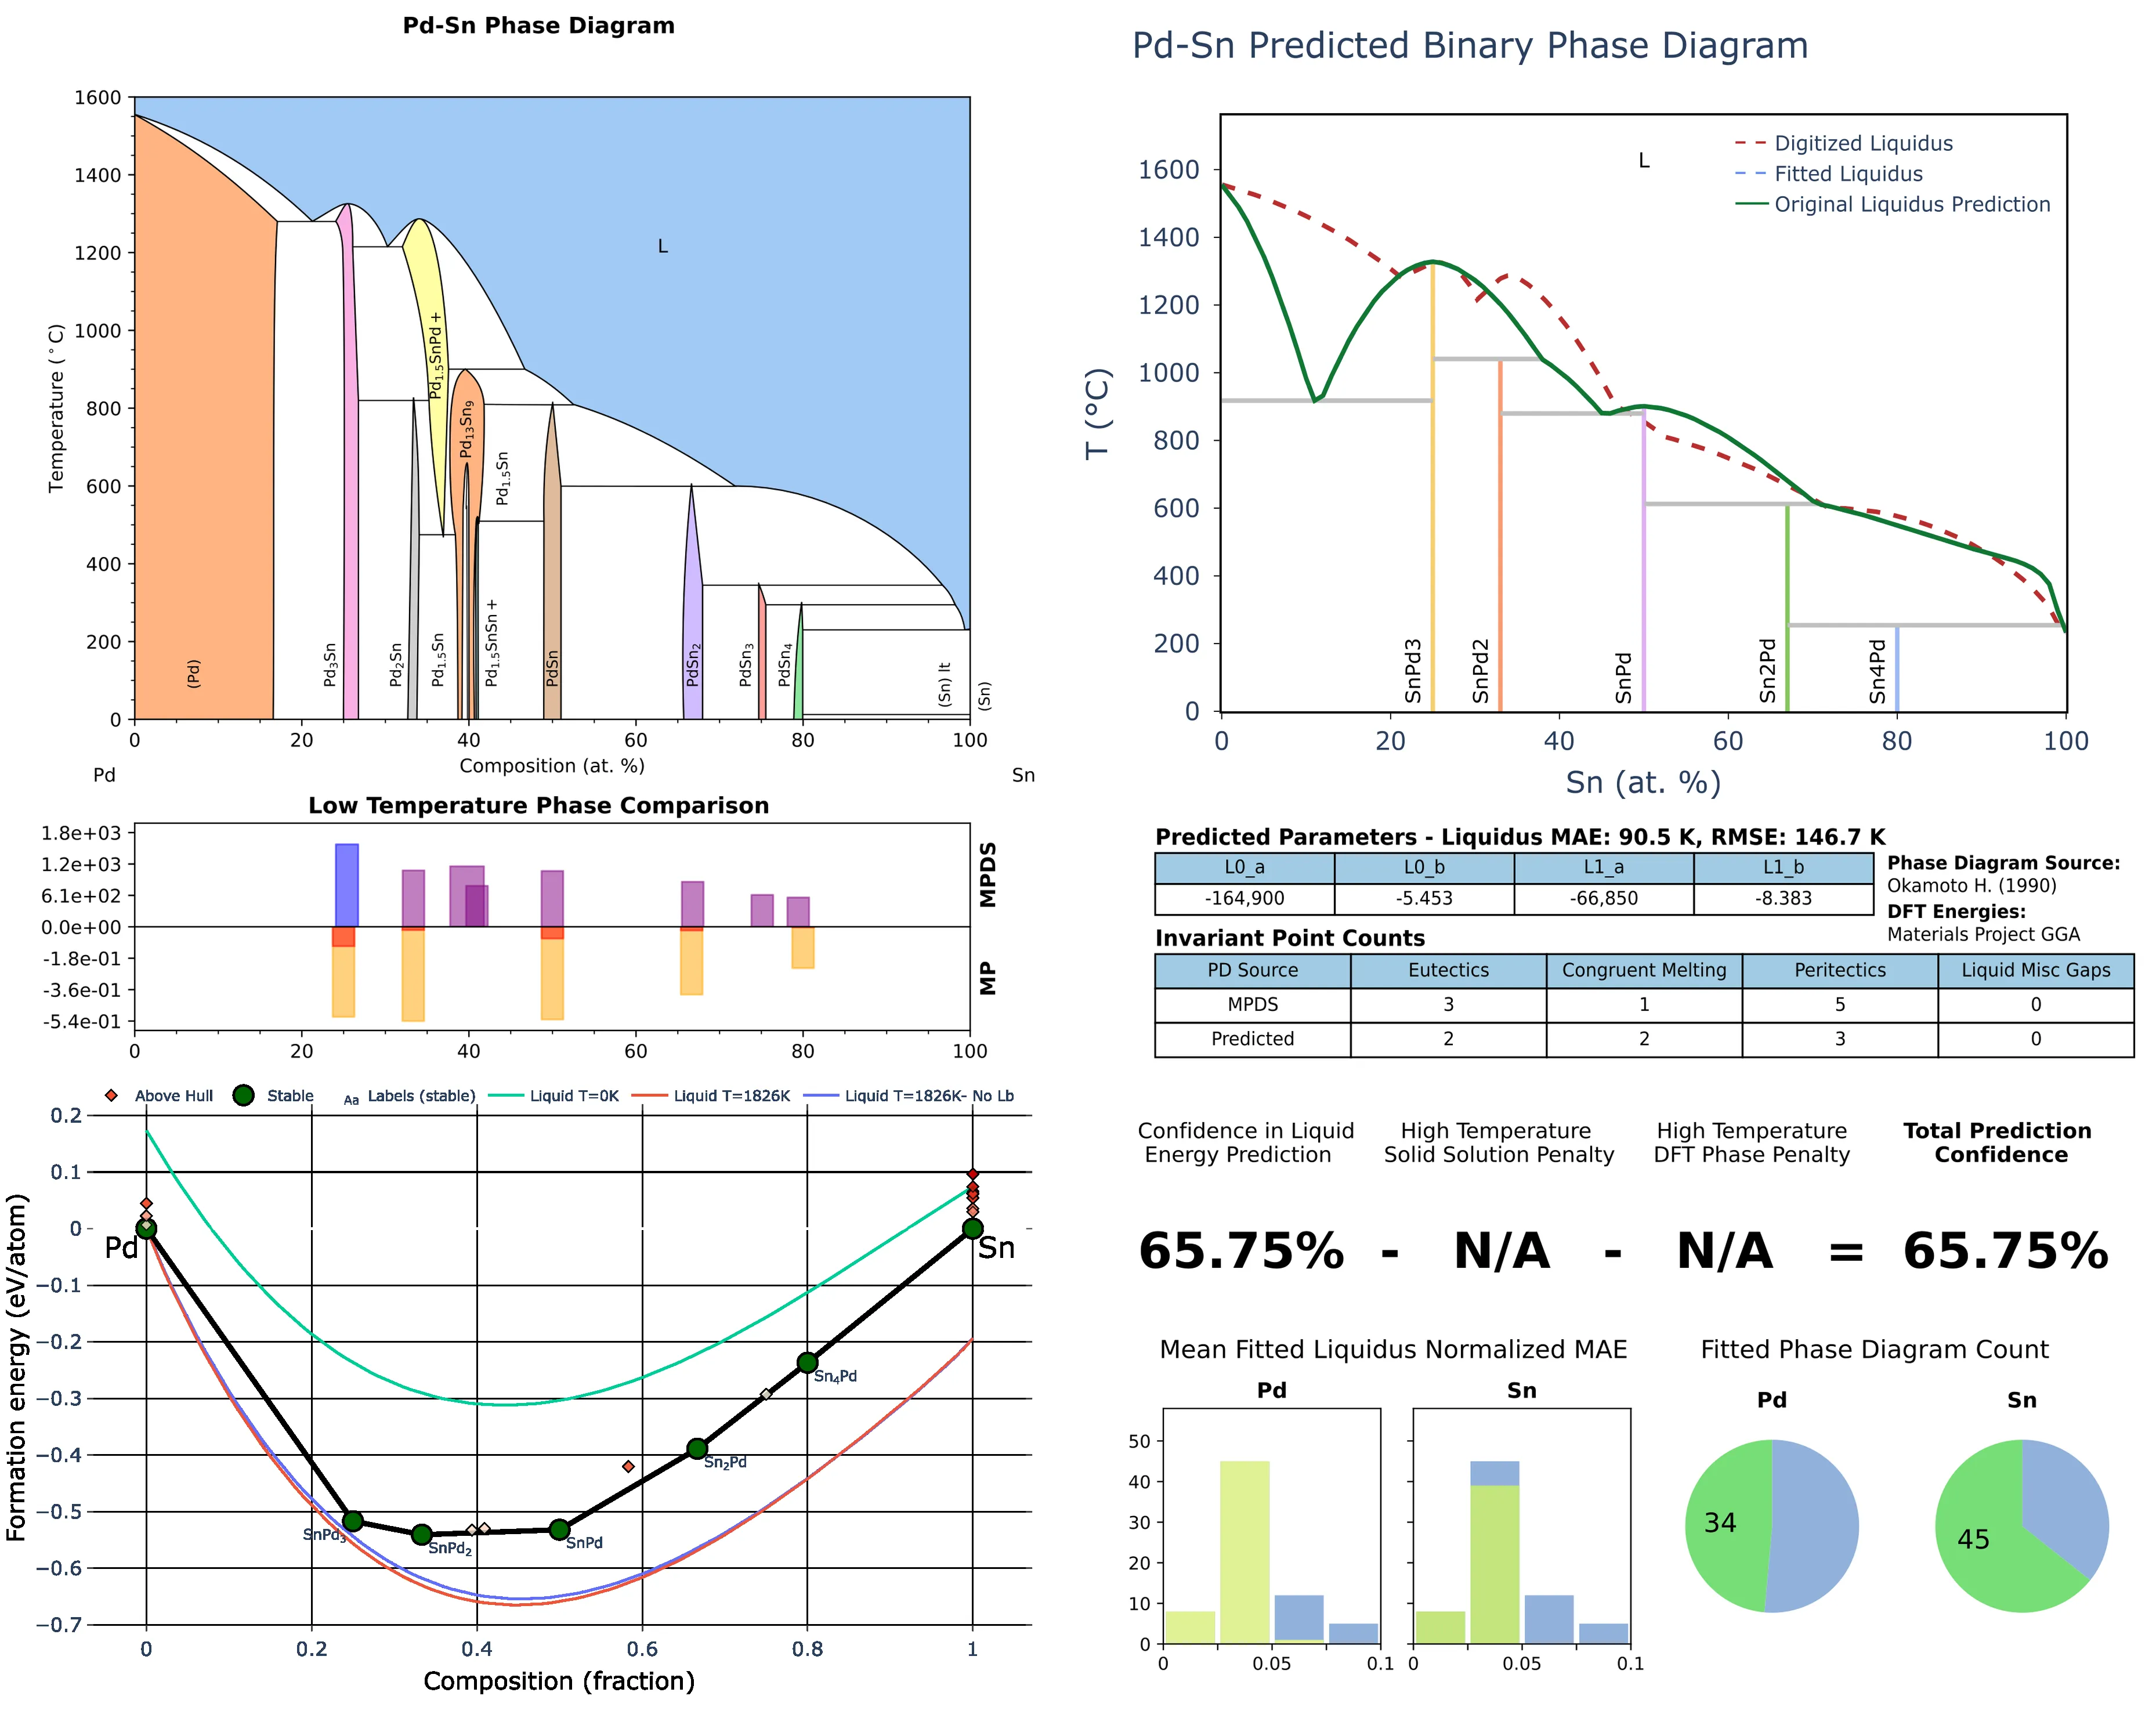 Pd-Sn Phase Diagram
1600
1400
1200
1000
800
600
400
200
0
Temperature (°C)
L
(Pd)
Pd₃Sn
Pd₂Sn
Pd₁.₅SnPd +
Pd₁.₅Sn
Pd₁₃Sn₉
Pd₁.₅Sn
Pd₁.₅SnSn +
PdSn
PdSn₂
PdSn₃
PdSn₄
(Sn) lt
(Sn)
0 20 40 60 80 100
Composition (at. %)
Pd Sn
Low Temperature Phase Comparison
1.8e+03
1.2e+03
6.1e+02
0.0e+00
-1.8e-01
-3.6e-01
-5.4e-01
MPDS
MP
0 20 40 60 80 100
Above Hull Stable Aa Labels (stable) Liquid T=0K Liquid T=1826K Liquid T=1826K- No Lb
0.2
0.1
0
−0.1
−0.2
−0.3
−0.4
−0.5
−0.6
−0.7
Formation energy (eV/atom)
Pd
Sn
Sn₄Pd
Sn₂Pd
SnPd₃
SnPd₂
SnPd
0 0.2 0.4 0.6 0.8 1
Composition (fraction)
Pd-Sn Predicted Binary Phase Diagram
L
Digitized Liquidus
Fitted Liquidus
Original Liquidus Prediction
1600
1400
1200
1000
800
600
400
200
0
T (°C)
SnPd3
SnPd2
SnPd
Sn2Pd
Sn4Pd
0 20 40 60 80 100
Sn (at. %)
Predicted Parameters - Liquidus MAE: 90.5 K, RMSE: 146.7 K
L0_a L0_b L1_a L1_b
-164,900 -5.453 -66,850 -8.383
Phase Diagram Source:
Okamoto H. (1990)
DFT Energies:
Materials Project GGA
Invariant Point Counts
PD Source Eutectics Congruent Melting Peritectics Liquid Misc Gaps
MPDS 3 1 5 0
Predicted 2 2 3 0
Confidence in Liquid
Energy Prediction
High Temperature
Solid Solution Penalty
High Temperature
DFT Phase Penalty
Total Prediction
Confidence
65.75% - N/A - N/A = 65.75%
Mean Fitted Liquidus Normalized MAE
Pd Sn
50
40
30
20
10
0
0 0.05 0.1
0 0.05 0.1
Fitted Phase Diagram Count
Pd Sn
34
45